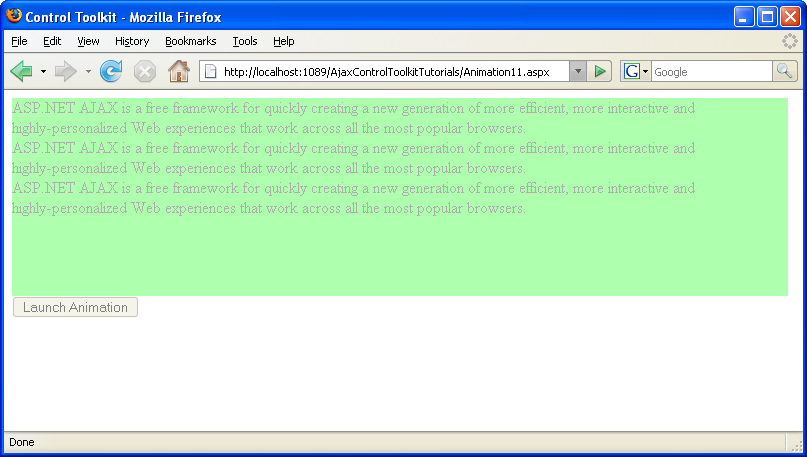 Control Toolkit - Mozilla Firefox
File Edit View History Bookmarks Tools Help
http://localhost:1089/AjaxControlToolkitTutorials/Animation11.aspx G Google
ASP.NET AJAX is a free framework for quickly creating a new generation of more efficient, more interactive and
highly-personalized Web experiences that work across all the most popular browsers.
ASP.NET AJAX is a free framework for quickly creating a new generation of more efficient, more interactive and
highly-personalized Web experiences that work across all the most popular browsers.
ASP.NET AJAX is a free framework for quickly creating a new generation of more efficient, more interactive and
highly-personalized Web experiences that work across all the most popular browsers.
Launch Animation
Done